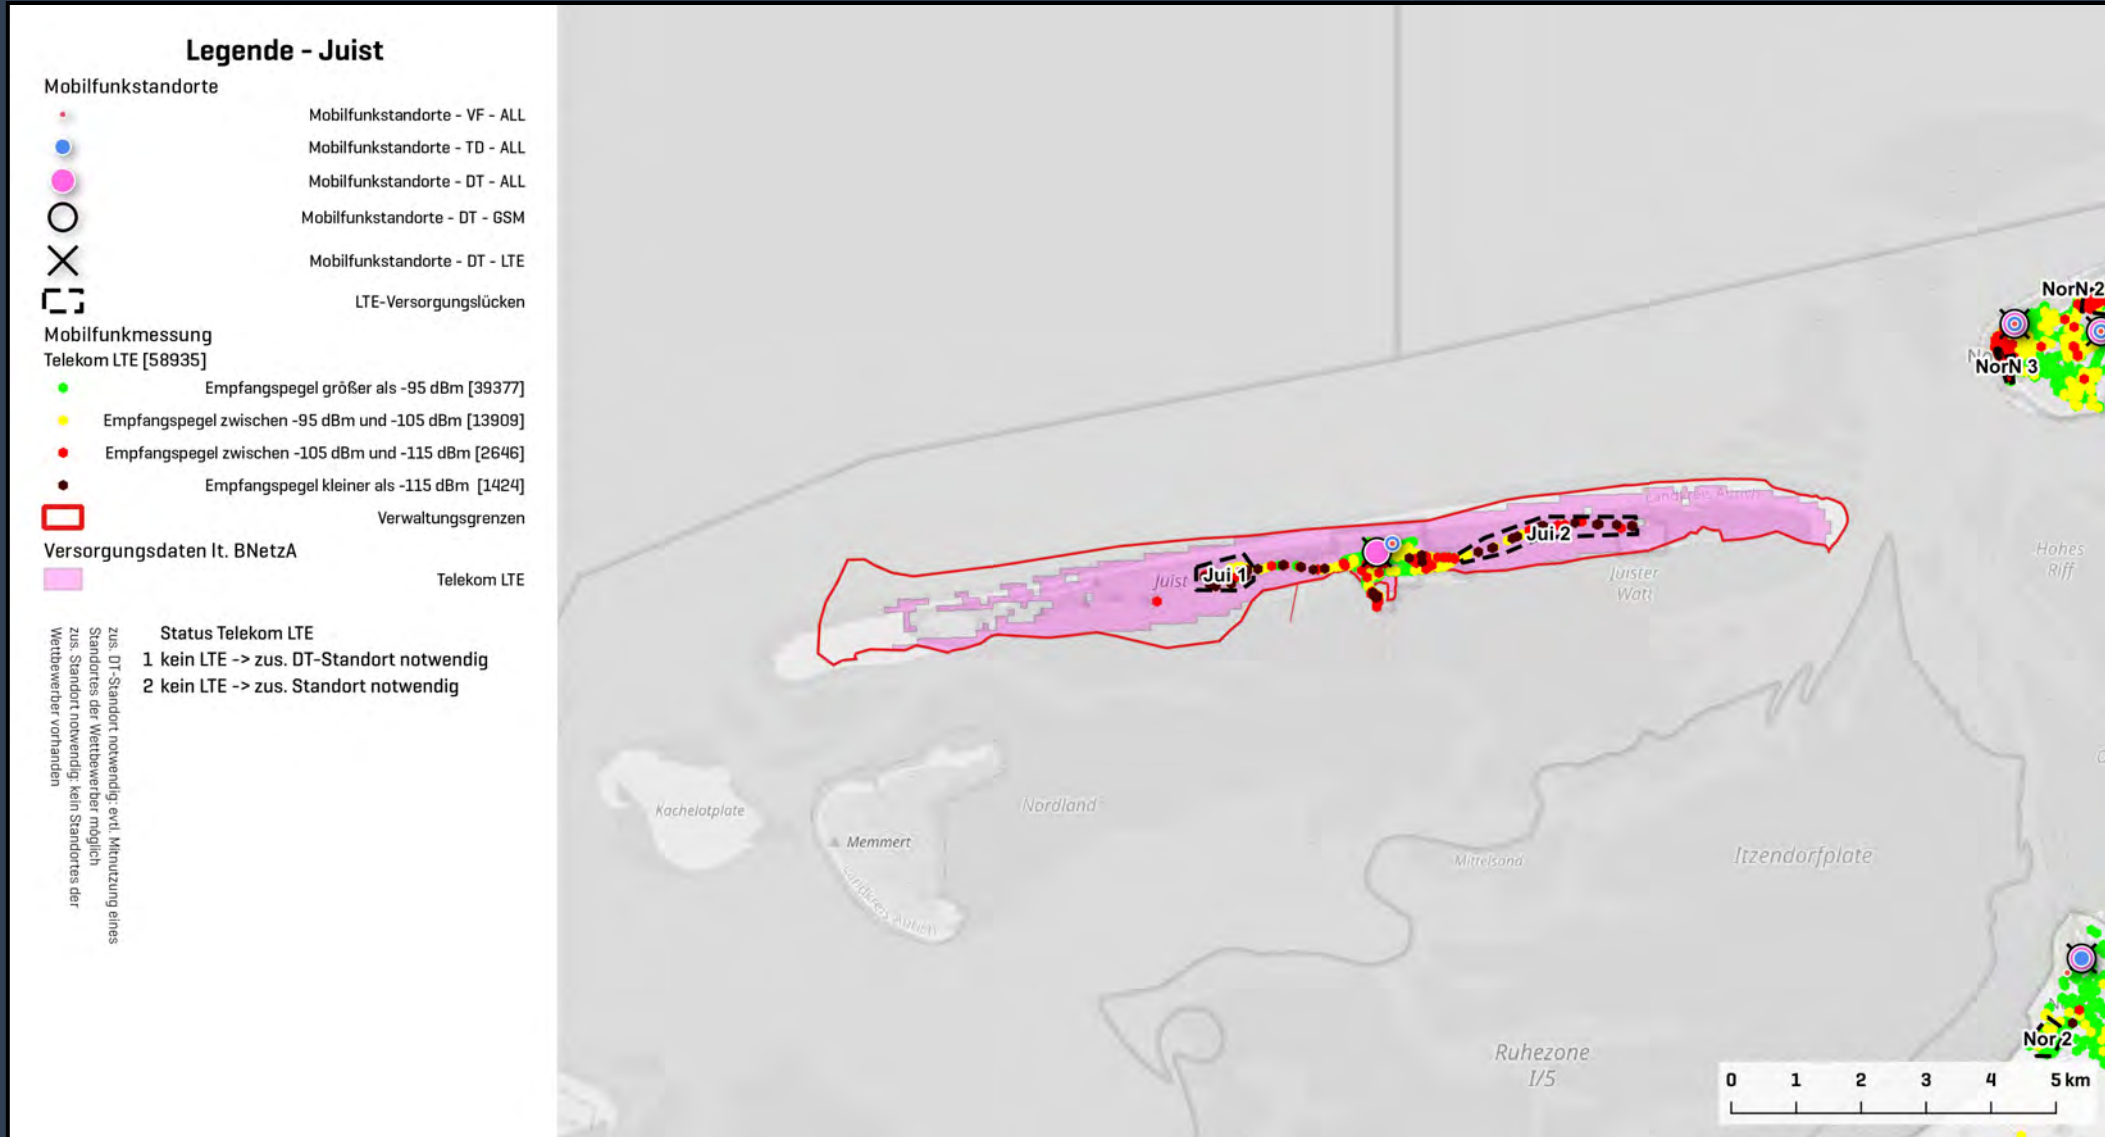 Legende - Juist
Mobilfunkstandorte
Mobilfunkstandorte - VF - ALL
Mobilfunkstandorte - TD - ALL
Mobilfunkstandorte - DT - ALL
Mobilfunkstandorte - DT - GSM
Mobilfunkstandorte - DT - LTE
LTE-Versorgungslücken
Mobilfunkmessung
Telekom LTE [58935]
Empfangspegel größer als -95 dBm [39377]
Empfangspegel zwischen -95 dBm und -105 dBm [13909]
Empfangspegel zwischen -105 dBm und -115 dBm [2646]
Empfangspegel kleiner als -115 dBm [1424]
Verwaltungsgrenzen
Versorgungsdaten lt. BNetzA
Telekom LTE
Status Telekom LTE
1 kein LTE -> zus. DT-Standort notwendig
2 kein LTE -> zus. Standort notwendig
zus. DT-Standort notwendig: evtl. Mitnutzung eines
Standortes der Wettbewerber möglich
zus. Standort notwendig: kein Standortes der
Wettbewerber vorhanden
NorN 2
NorN 3
Landkreis Aurich
Jui 2
Juist
Jui 1
Juister
Watt
Hohes
Riff
Kachelotplate
Nordland
Memmert
Landkreis Aurich
Mittelsand
Itzendorfplate
Ruhezone
I/5
Nor 2
0 1 2 3 4 5 km